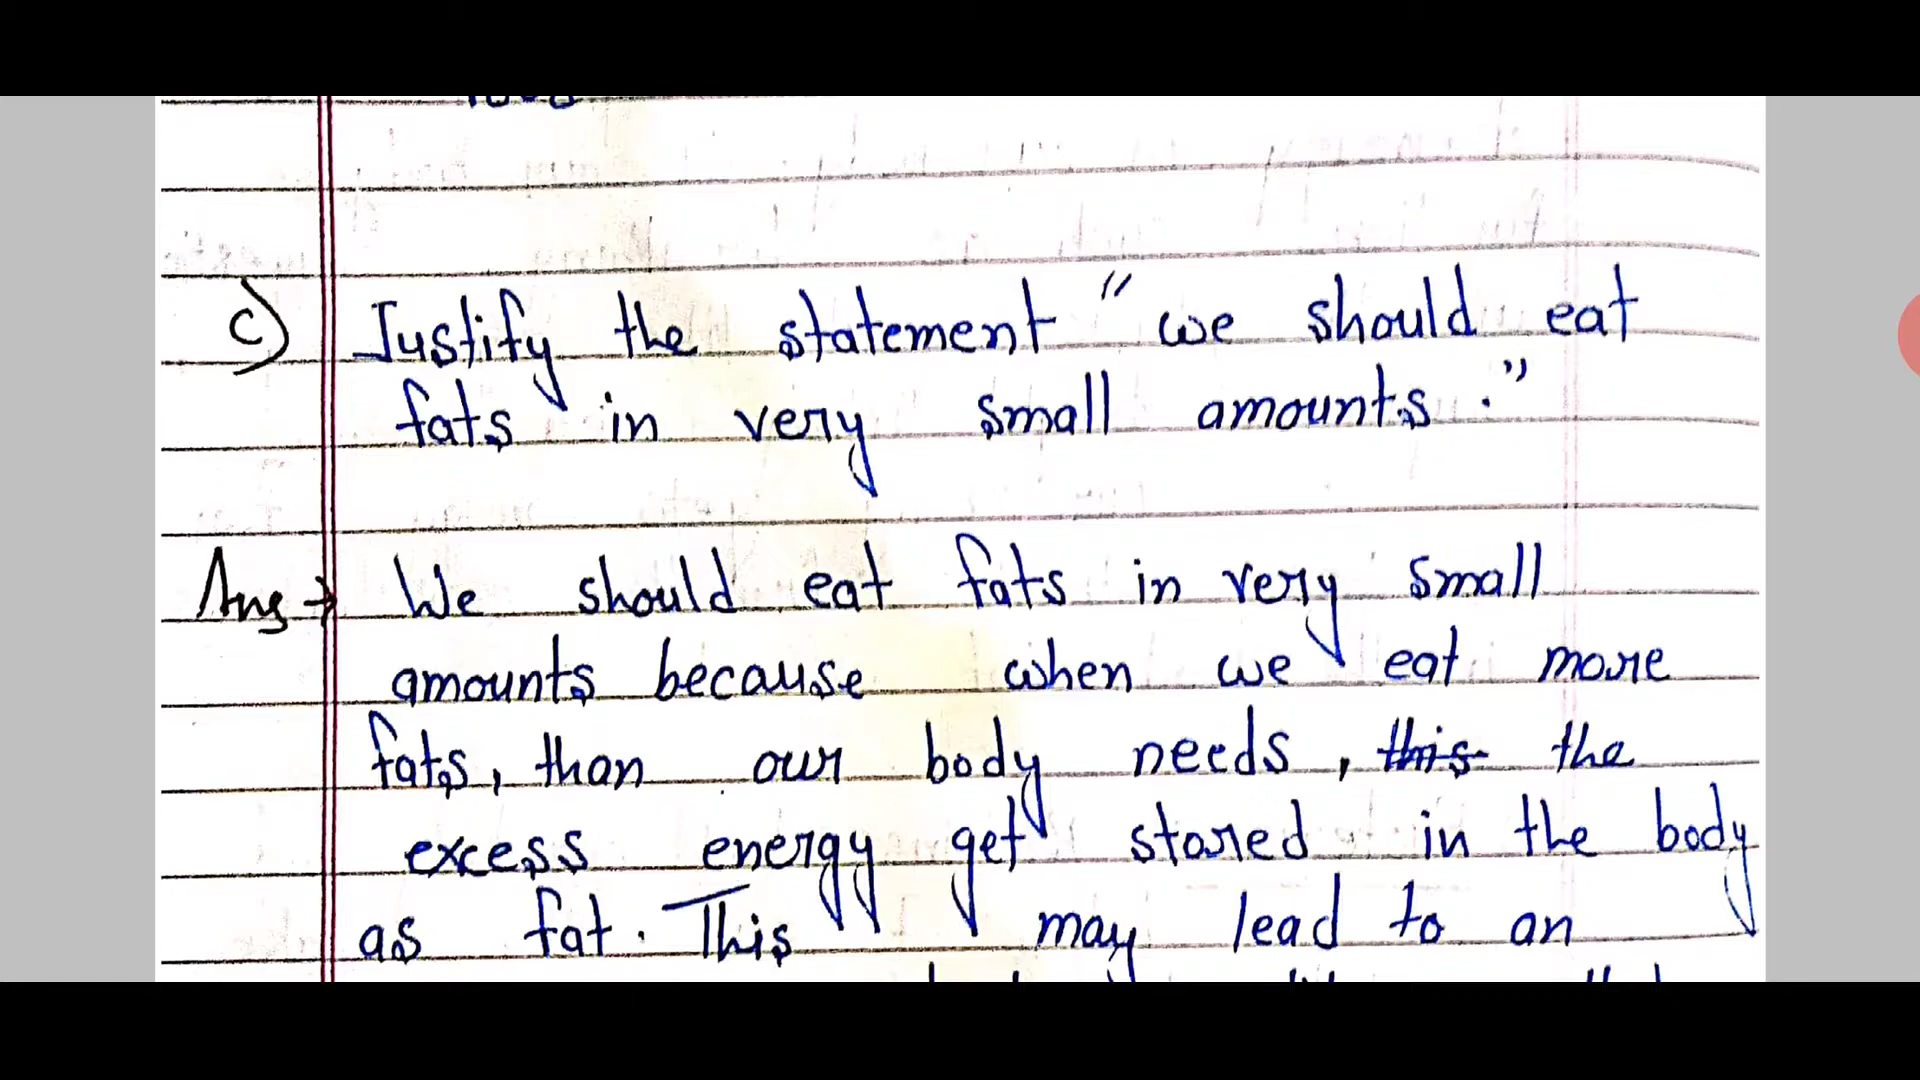 c) Justify the statement " we should eat
fats in very small amounts."
Ans → We should eat fats in very small
amounts because when we eat more
fats, than our body needs, this the
excess energy get stored in the body
as fat. This may lead to an